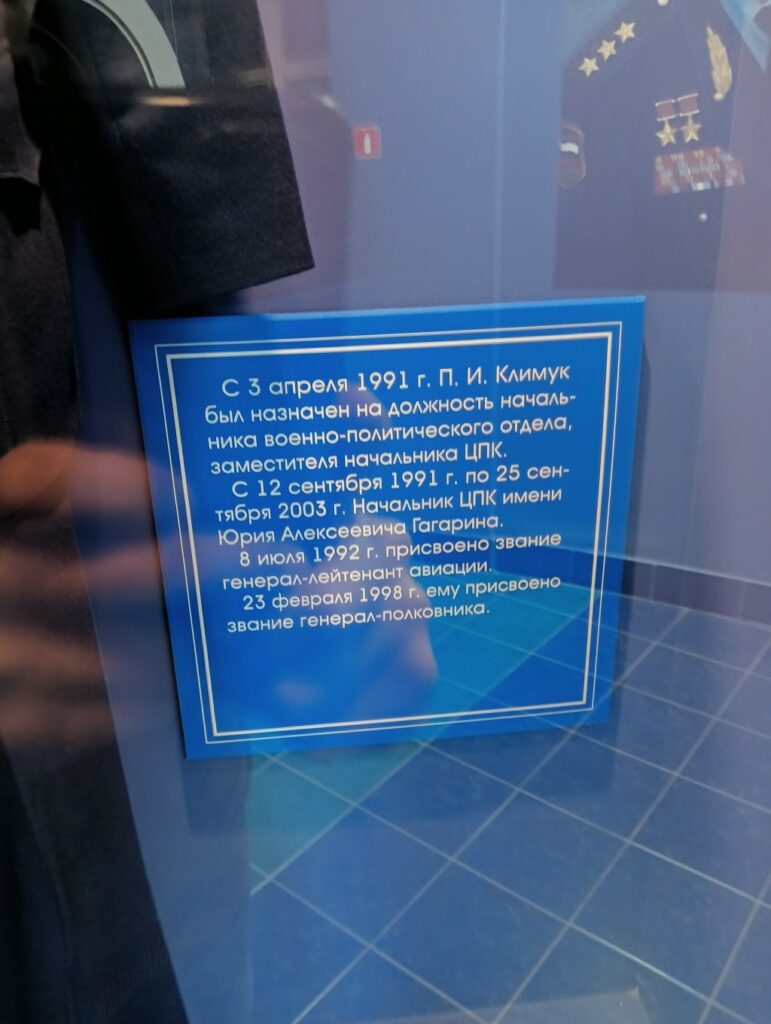 С 3 апреля 1991 г. П. И. Климук
был назначен на должность началь-
ника военно-политического отдела,
заместителя начальника ЦПК.
С 12 сентября 1991 г. по 25 сен-
тября 2003 г. Начальник ЦПК имени
Юрия Алексеевича Гагарина.
8 июля 1992 г. присвоено звание
генерал-лейтенант авиации.
23 февраля 1998 г. ему присвоено
звание генерал-полковника.